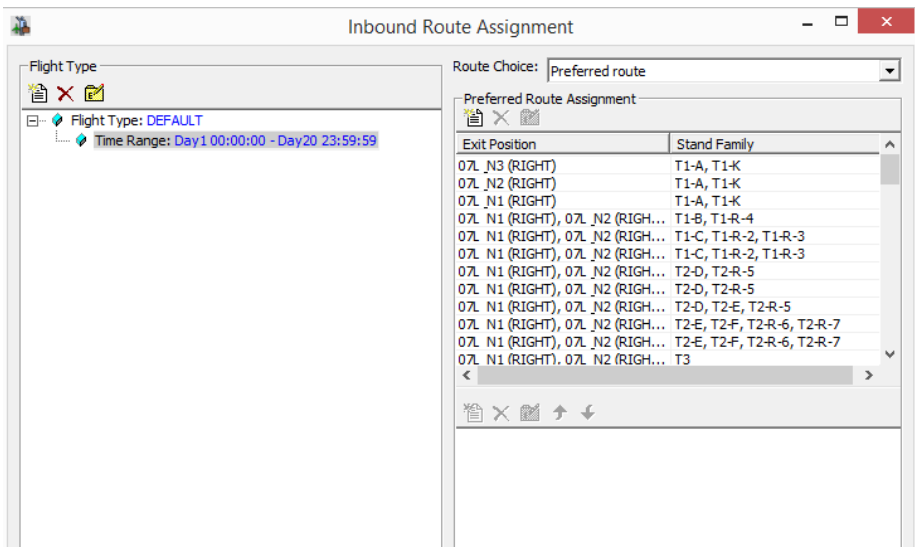 Inbound Route Assignment
Flight Type
Flight Type: DEFAULT
Time Range: Day1 00:00:00 - Day20 23:59:59
Route Choice: Preferred route
Preferred Route Assignment
Exit Position Stand Family
07L_N3 (RIGHT) T1-A, T1-K
07L_N2 (RIGHT) T1-A, T1-K
07L_N1 (RIGHT) T1-A, T1-K
07L_N1 (RIGHT), 07L_N2 (RIGH... T1-B, T1-R-4
07L_N1 (RIGHT), 07L_N2 (RIGH... T1-C, T1-R-2, T1-R-3
07L_N1 (RIGHT), 07L_N2 (RIGH... T1-C, T1-R-2, T1-R-3
07L_N1 (RIGHT), 07L_N2 (RIGH... T2-D, T2-R-5
07L_N1 (RIGHT), 07L_N2 (RIGH... T2-D, T2-R-5
07L_N1 (RIGHT), 07L_N2 (RIGH... T2-D, T2-E, T2-R-5
07L_N1 (RIGHT), 07L_N2 (RIGH... T2-E, T2-F, T2-R-6, T2-R-7
07L_N1 (RIGHT), 07L_N2 (RIGH... T2-E, T2-F, T2-R-6, T2-R-7
07L_N1 (RIGHT), 07L_N2 (RIGH... T3